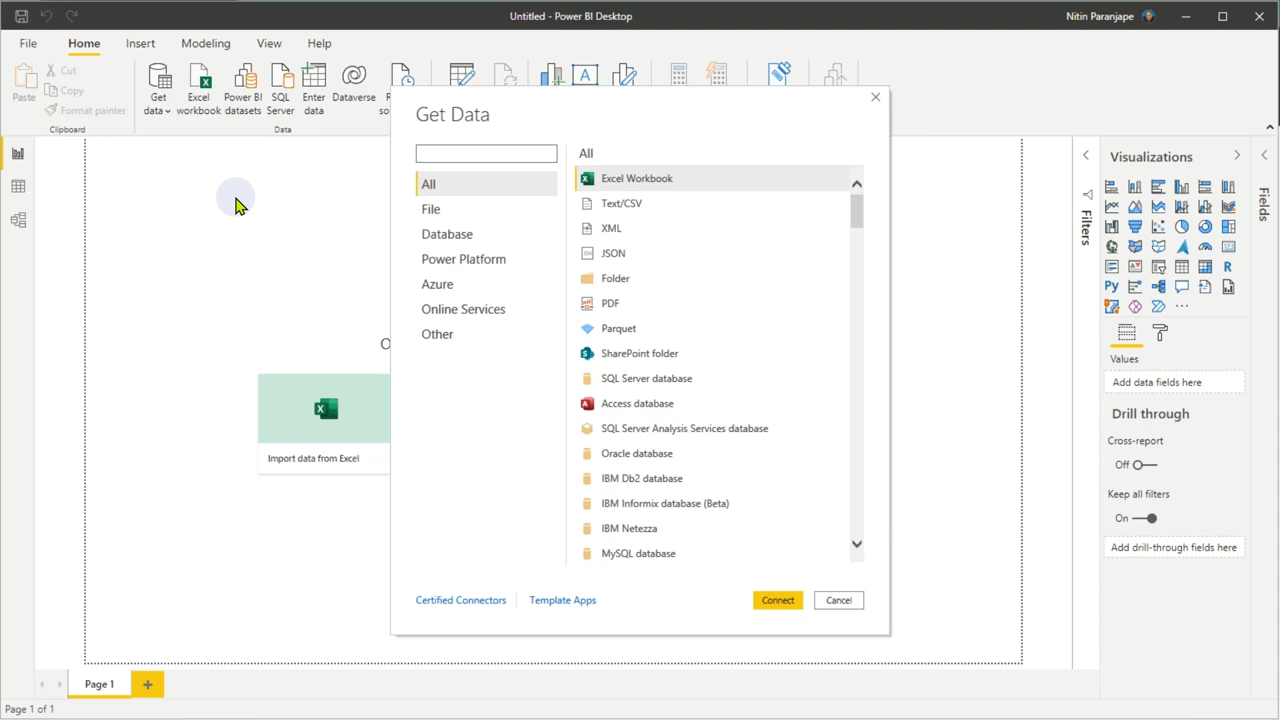 Untitled - Power BI Desktop
Nitin Paranjape
File Home Insert Modeling View Help
Paste
Cut
Copy
Format painter
Clipboard
Get data
Excel workbook
Power BI datasets
SQL Server
Enter data
Dataverse
Data
Get Data
All
File
Database
Power Platform
Azure
Online Services
Other
All
Excel Workbook
Text/CSV
XML
JSON
Folder
PDF
Parquet
SharePoint folder
SQL Server database
Access database
SQL Server Analysis Services database
Oracle database
IBM Db2 database
IBM Informix database (Beta)
IBM Netezza
MySQL database
Certified Connectors
Template Apps
Connect
Cancel
Import data from Excel
Filters
Visualizations
R
Py
Values
Add data fields here
Drill through
Cross-report
Off
Keep all filters
On
Add drill-through fields here
Fields
Page 1
Page 1 of 1